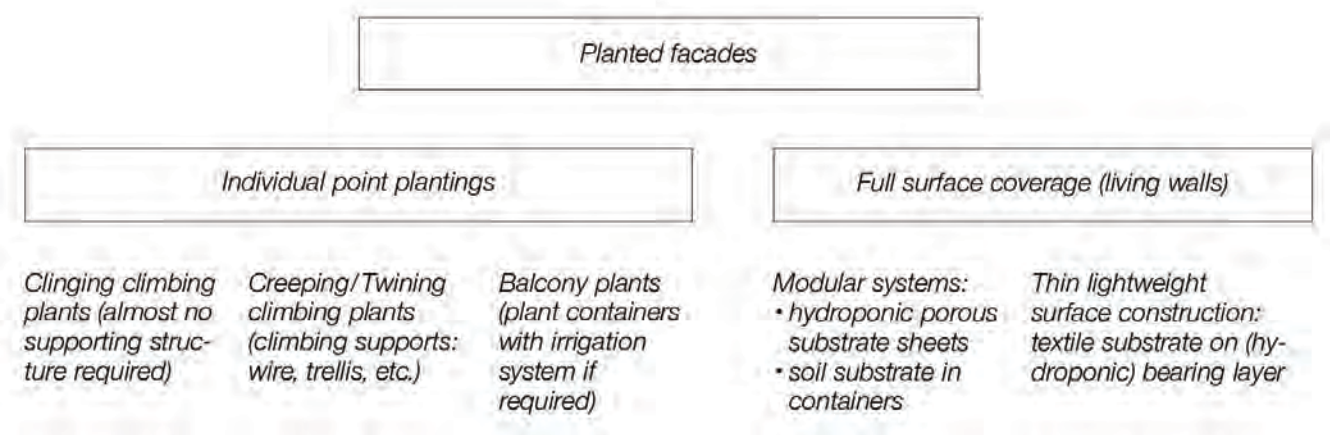 Planted facades
Individual point plantings
Full surface coverage (living walls)
Clinging climbing
plants (almost no
supporting struc-
ture required)
Creeping/Twining
climbing plants
(climbing supports:
wire, trellis, etc.)
Balcony plants
(plant containers
with irrigation
system if
required)
Modular systems:
• hydroponic porous
substrate sheets
• soil substrate in
containers
Thin lightweight
surface construction:
textile substrate on (hy-
droponic) bearing layer